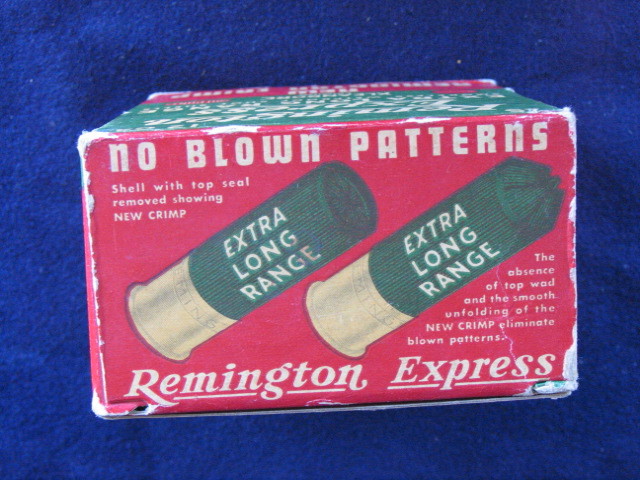 NO BLOWN PATTERNS
Shell with top seal
removed showing
NEW CRIMP
EXTRA
LONG
RANGE
EXTRA
LONG
RANGE
The
absence
of top wad
and the smooth
unfolding of the
NEW CRIMP eliminate
blown patterns.
Remington Express